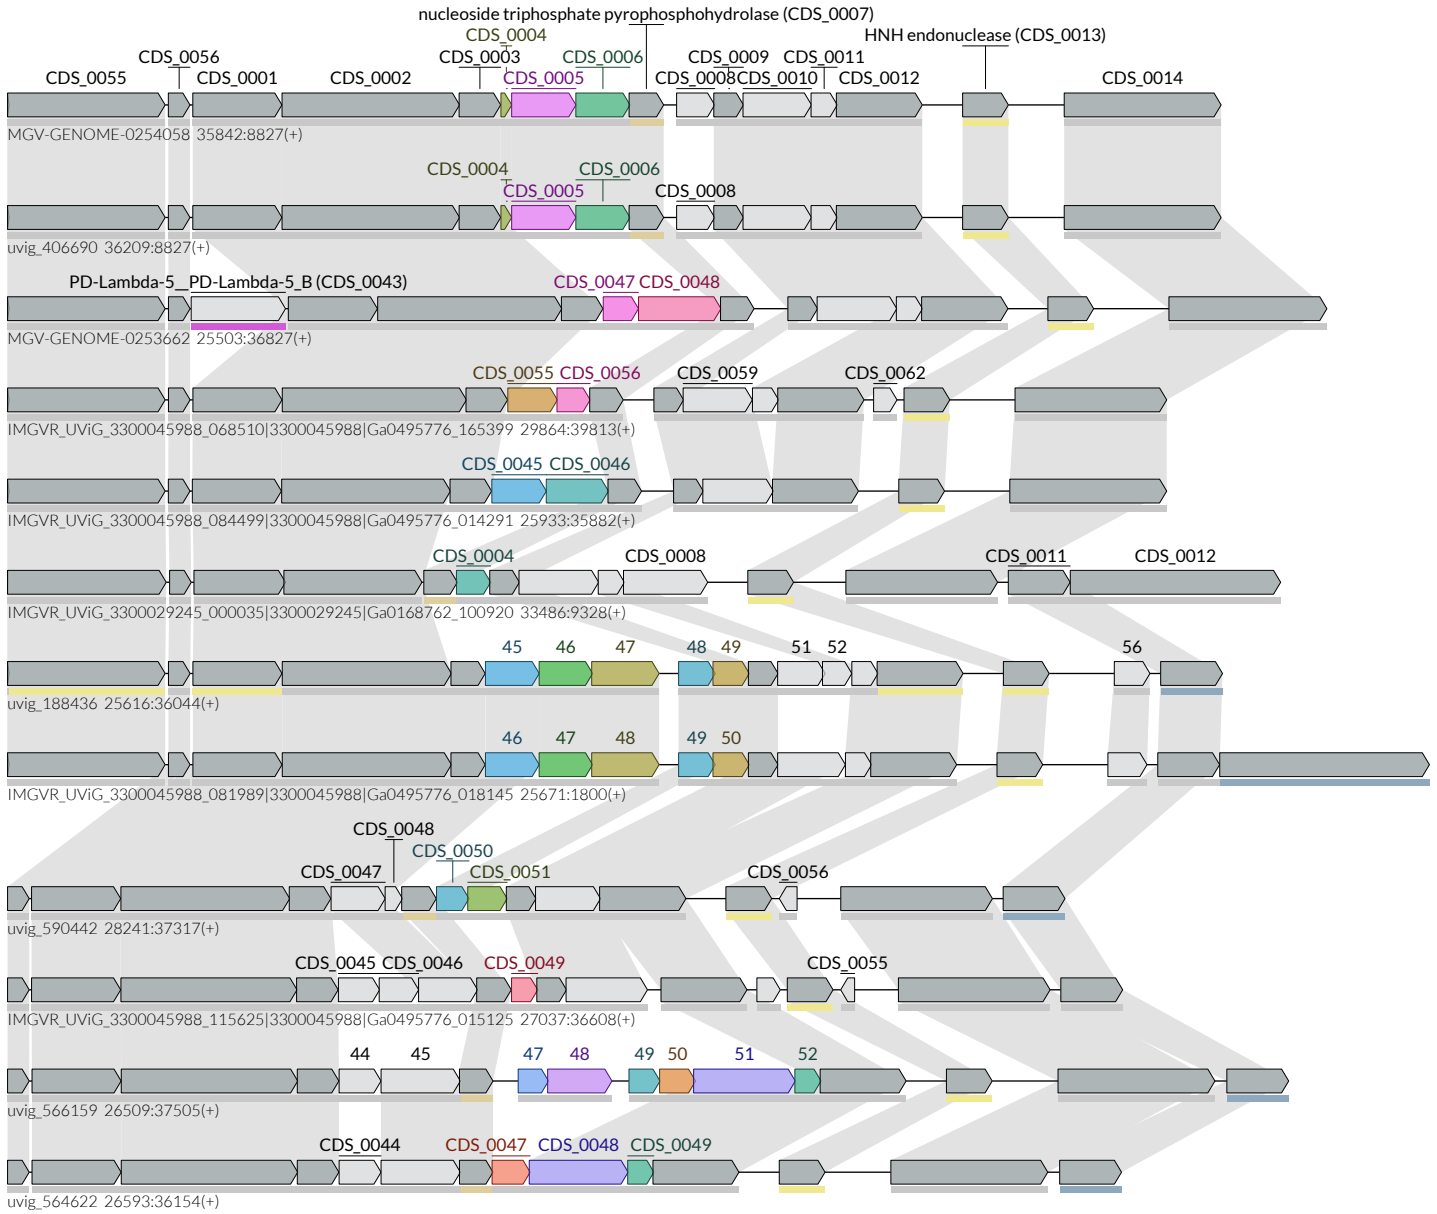 nucleoside triphosphate pyrophosphohydrolase (CDS_0007)
CDS_0004 HNH endonuclease (CDS_0013)
CDS_0056 CDS_0003 CDS_0006 CDS_0009 CDS_0011
CDS_0055 CDS_0001 CDS_0002 CDS_0005 CDS_0008 CDS_0010 CDS_0012 CDS_0014
MGV-GENOME-0254058 35842:8827(+)
CDS_0004 CDS_0006
CDS_0005 CDS_0008
uvig_406690 36209:8827(+)
PD-Lambda-5__PD-Lambda-5_B (CDS_0043) CDS_0047 CDS_0048
MGV-GENOME-0253662 25503:36827(+)
CDS_0055 CDS_0056 CDS_0059 CDS_0062
IMGVR_UViG_3300045988_068510|3300045988|Ga0495776_165399 29864:39813(+)
CDS_0045 CDS_0046
IMGVR_UViG_3300045988_084499|3300045988|Ga0495776_014291 25933:35882(+)
CDS_0004 CDS_0008 CDS_0011 CDS_0012
IMGVR_UViG_3300029245_000035|3300029245|Ga0168762_100920 33486:9328(+)
45 46 47 48 49 51 52 56
uvig_188436 25616:36044(+)
46 47 48 49 50
IMGVR_UViG_3300045988_081989|3300045988|Ga0495776_018145 25671:1800(+)
CDS_0048
CDS_0050
CDS_0047 CDS_0051 CDS_0056
uvig_590442 28241:37317(+)
CDS_0045 CDS_0046 CDS_0049 CDS_0055
IMGVR_UViG_3300045988_115625|3300045988|Ga0495776_015125 27037:36608(+)
44 45 47 48 49 50 51 52
uvig_566159 26509:37505(+)
CDS_0044 CDS_0047 CDS_0048 CDS_0049
uvig_564622 26593:36154(+)